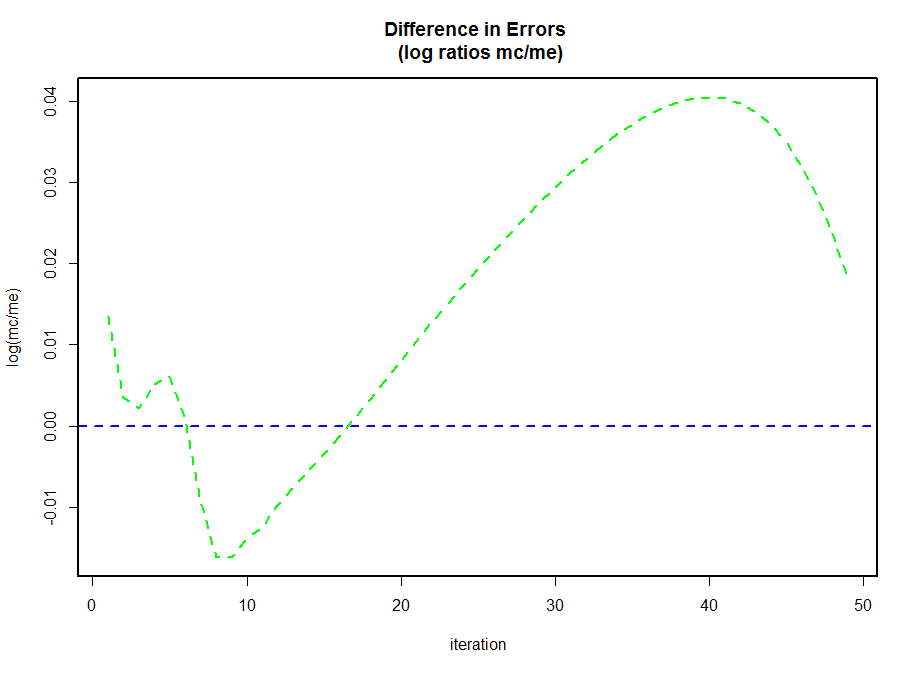 Difference in Errors
(log ratios mc/me)
log(mc/me)
0.04
0.03
0.02
0.01
0.00
-0.01
0 10 20 30 40 50
iteration